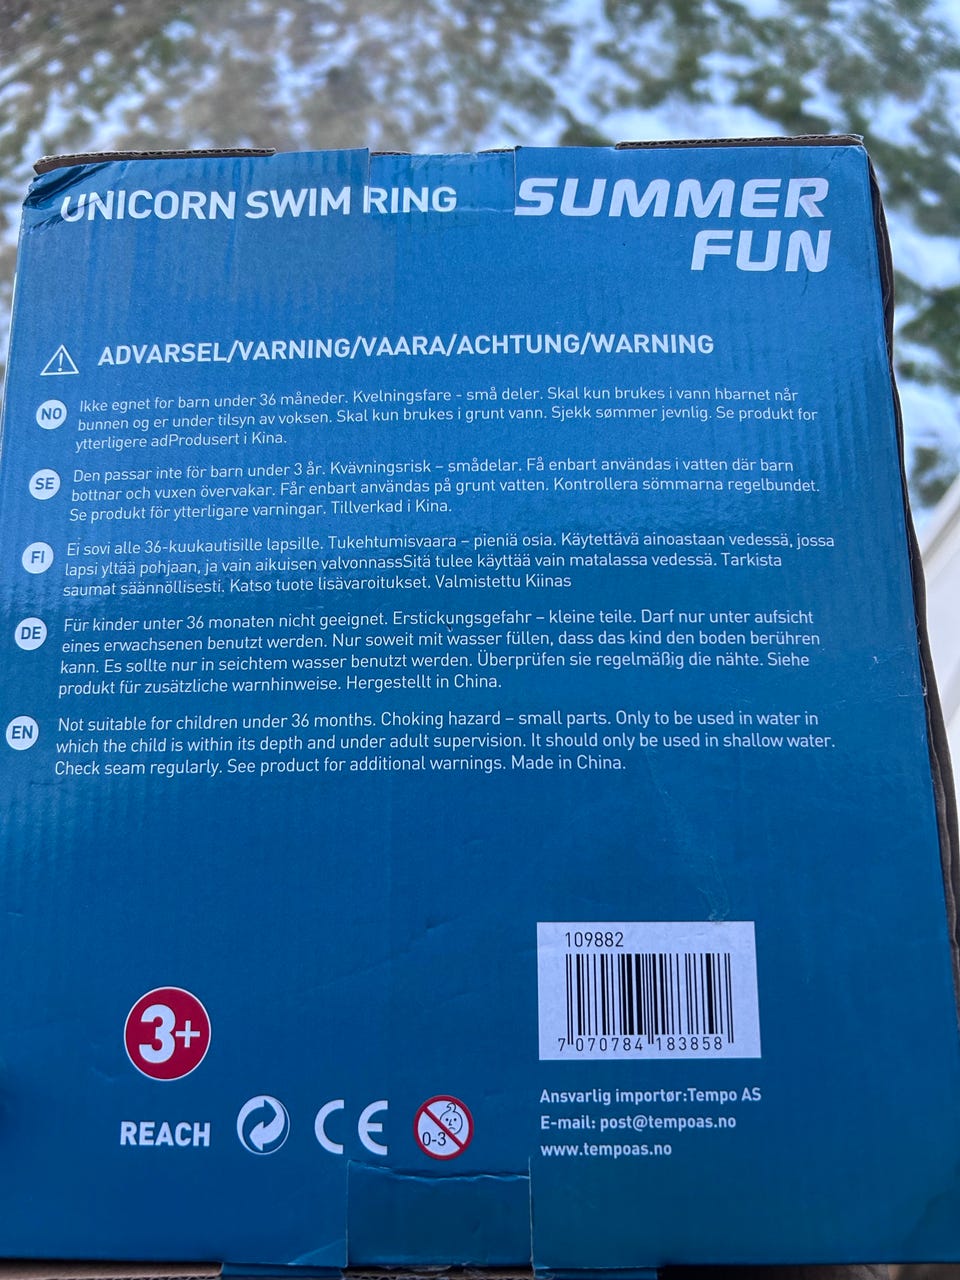 UNICORN SWIM RING
SUMMER
FUN
ADVARSEL/VARNING/VAARA/ACHTUNG/WARNING
NO
Ikke egnet for barn under 36 måneder. Kvelningsfare - små deler. Skal kun brukes i vann hbarnet når
bunnen og er under tilsyn av voksen. Skal kun brukes i grunt vann. Sjekk sømmer jevnlig. Se produkt for
ytterligere adProdusert i Kina.
SE
Den passar inte för barn under 3 år. Kvävningsrisk – smådelar. Få enbart användas i vatten där barn
bottnar och vuxen övervakar. Får enbart användas på grunt vatten. Kontrollera sömmarna regelbundet.
Se produkt för ytterligare varningar. Tillverkad i Kina.
FI
Ei sovi alle 36-kuukautisille lapsille. Tukehtumisvaara – pieniä osia. Käytettävä ainoastaan vedessä, jossa
lapsi yltää pohjaan, ja vain aikuisen valvonnassSitä tulee käyttää vain matalassa vedessä. Tarkista
saumat säännöllisesti. Katso tuote lisävaroitukset. Valmistettu Kiinas
DE
Für kinder unter 36 monaten nicht geeignet. Erstickungsgefahr – kleine teile. Darf nur unter aufsicht
eines erwachsenen benutzt werden. Nur soweit mit wasser füllen, dass das kind den boden berühren
kann. Es sollte nur in seichtem wasser benutzt werden. Überprüfen sie regelmäßig die nähte. Siehe
produkt für zusätzliche warnhinweise. Hergestellt in China.
EN
Not suitable for children under 36 months. Choking hazard – small parts. Only to be used in water in
which the child is within its depth and under adult supervision. It should only be used in shallow water.
Check seam regularly. See product for additional warnings. Made in China.
109882
7 070784 183858
3+
REACH
CE
0-3
Ansvarlig importør:Tempo AS
E-mail: post@tempoas.no
www.tempoas.no